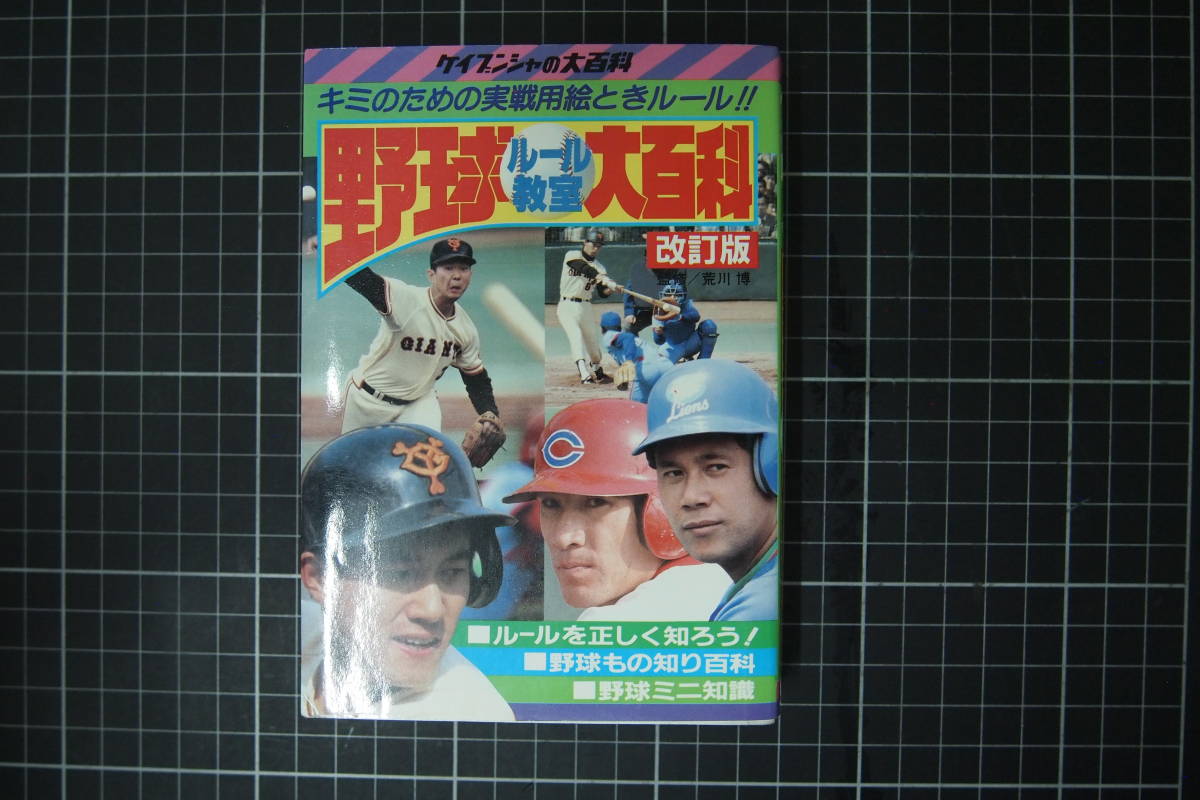 ケイブンシャの大百科
キミのための実戦用絵ときルール!!
野球ルール教室大百科
改訂版
監修/荒川 博
GIANT
Lions
■ルールを正しく知ろう!
■野球もの知り百科
■野球ミニ知識